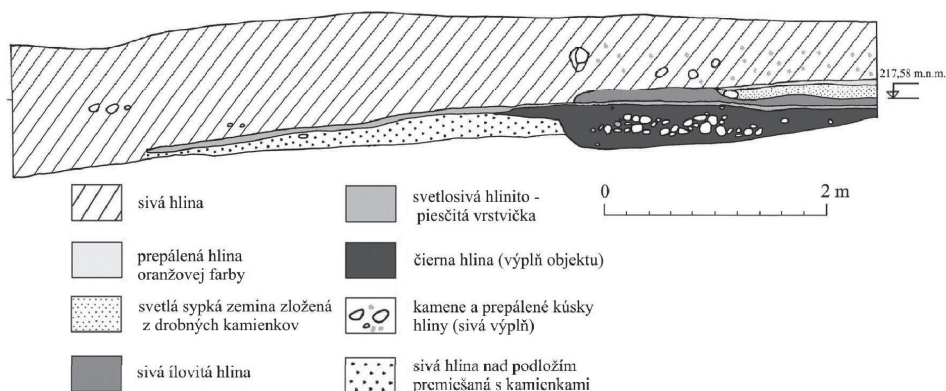 217,58 m.n.m.
sivá hlina
prepálená hlina
oranžovej farby
svetlá sypká zemina zložená
z drobných kamienkov
sivá ílovitá hlina
svetlosivá hlinito -
piesčitá vrstvička
čierna hlina (výplň objektu)
kamene a prepálené kúsky
hliny (sivá výplň)
sivá hlina nad podložím
premiešaná s kamienkami
0
2 m